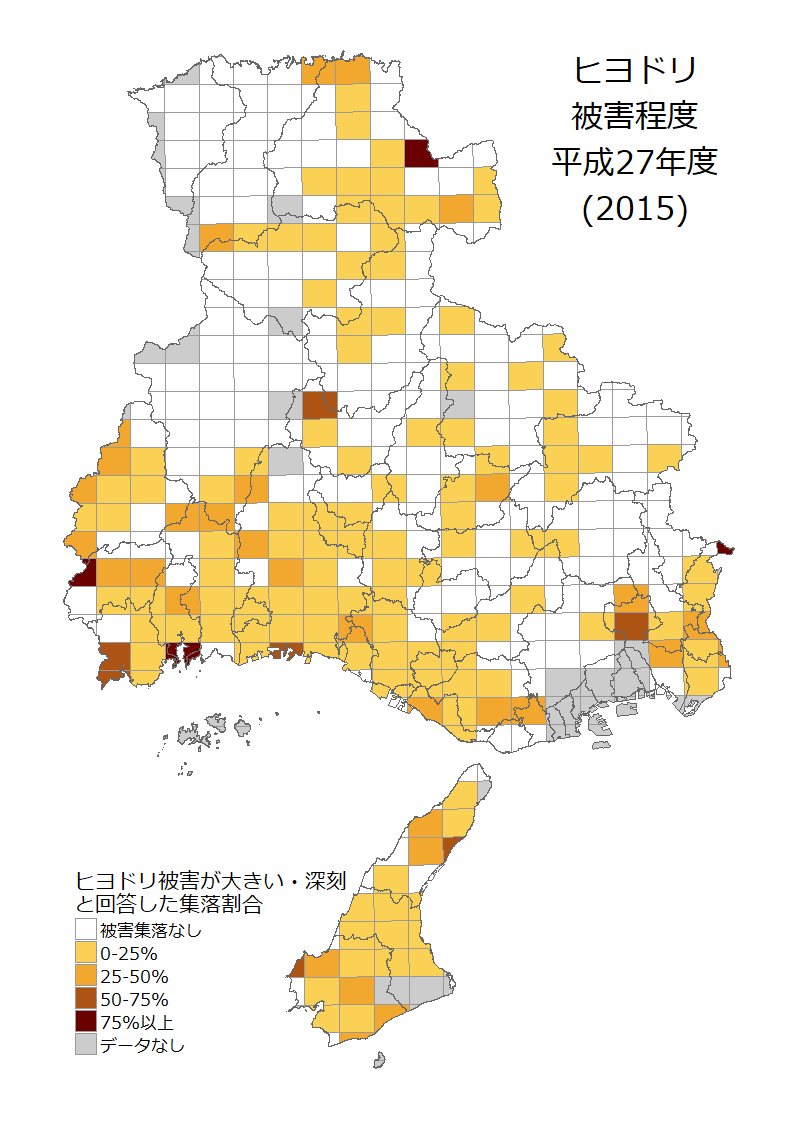 ヒヨドリ
被害程度
平成27年度
(2015)
ヒヨドリ被害が大きい・深刻
と回答した集落割合
被害集落なし
0-25%
25-50%
50-75%
75%以上
データなし